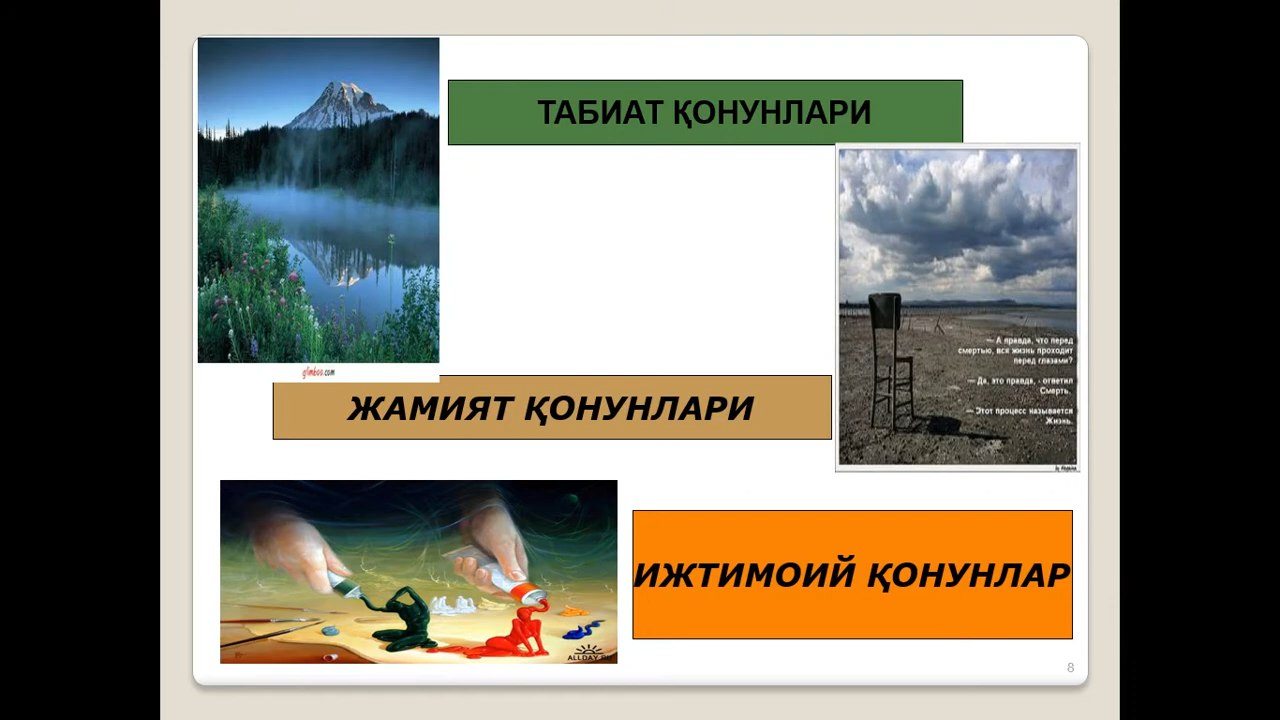 ТАБИАТ ҚОНУНЛАРИ
— А правда, что перед
смертью, вся жизнь проходит
перед глазами?
— Да, это правда, - ответил
Смерть.
— Этот процесс называется
Жизнь.
glimboo.com
ЖАМИЯТ ҚОНУНЛАРИ
ИЖТИМОИЙ ҚОНУНЛАР
ALLDAY.RU
8